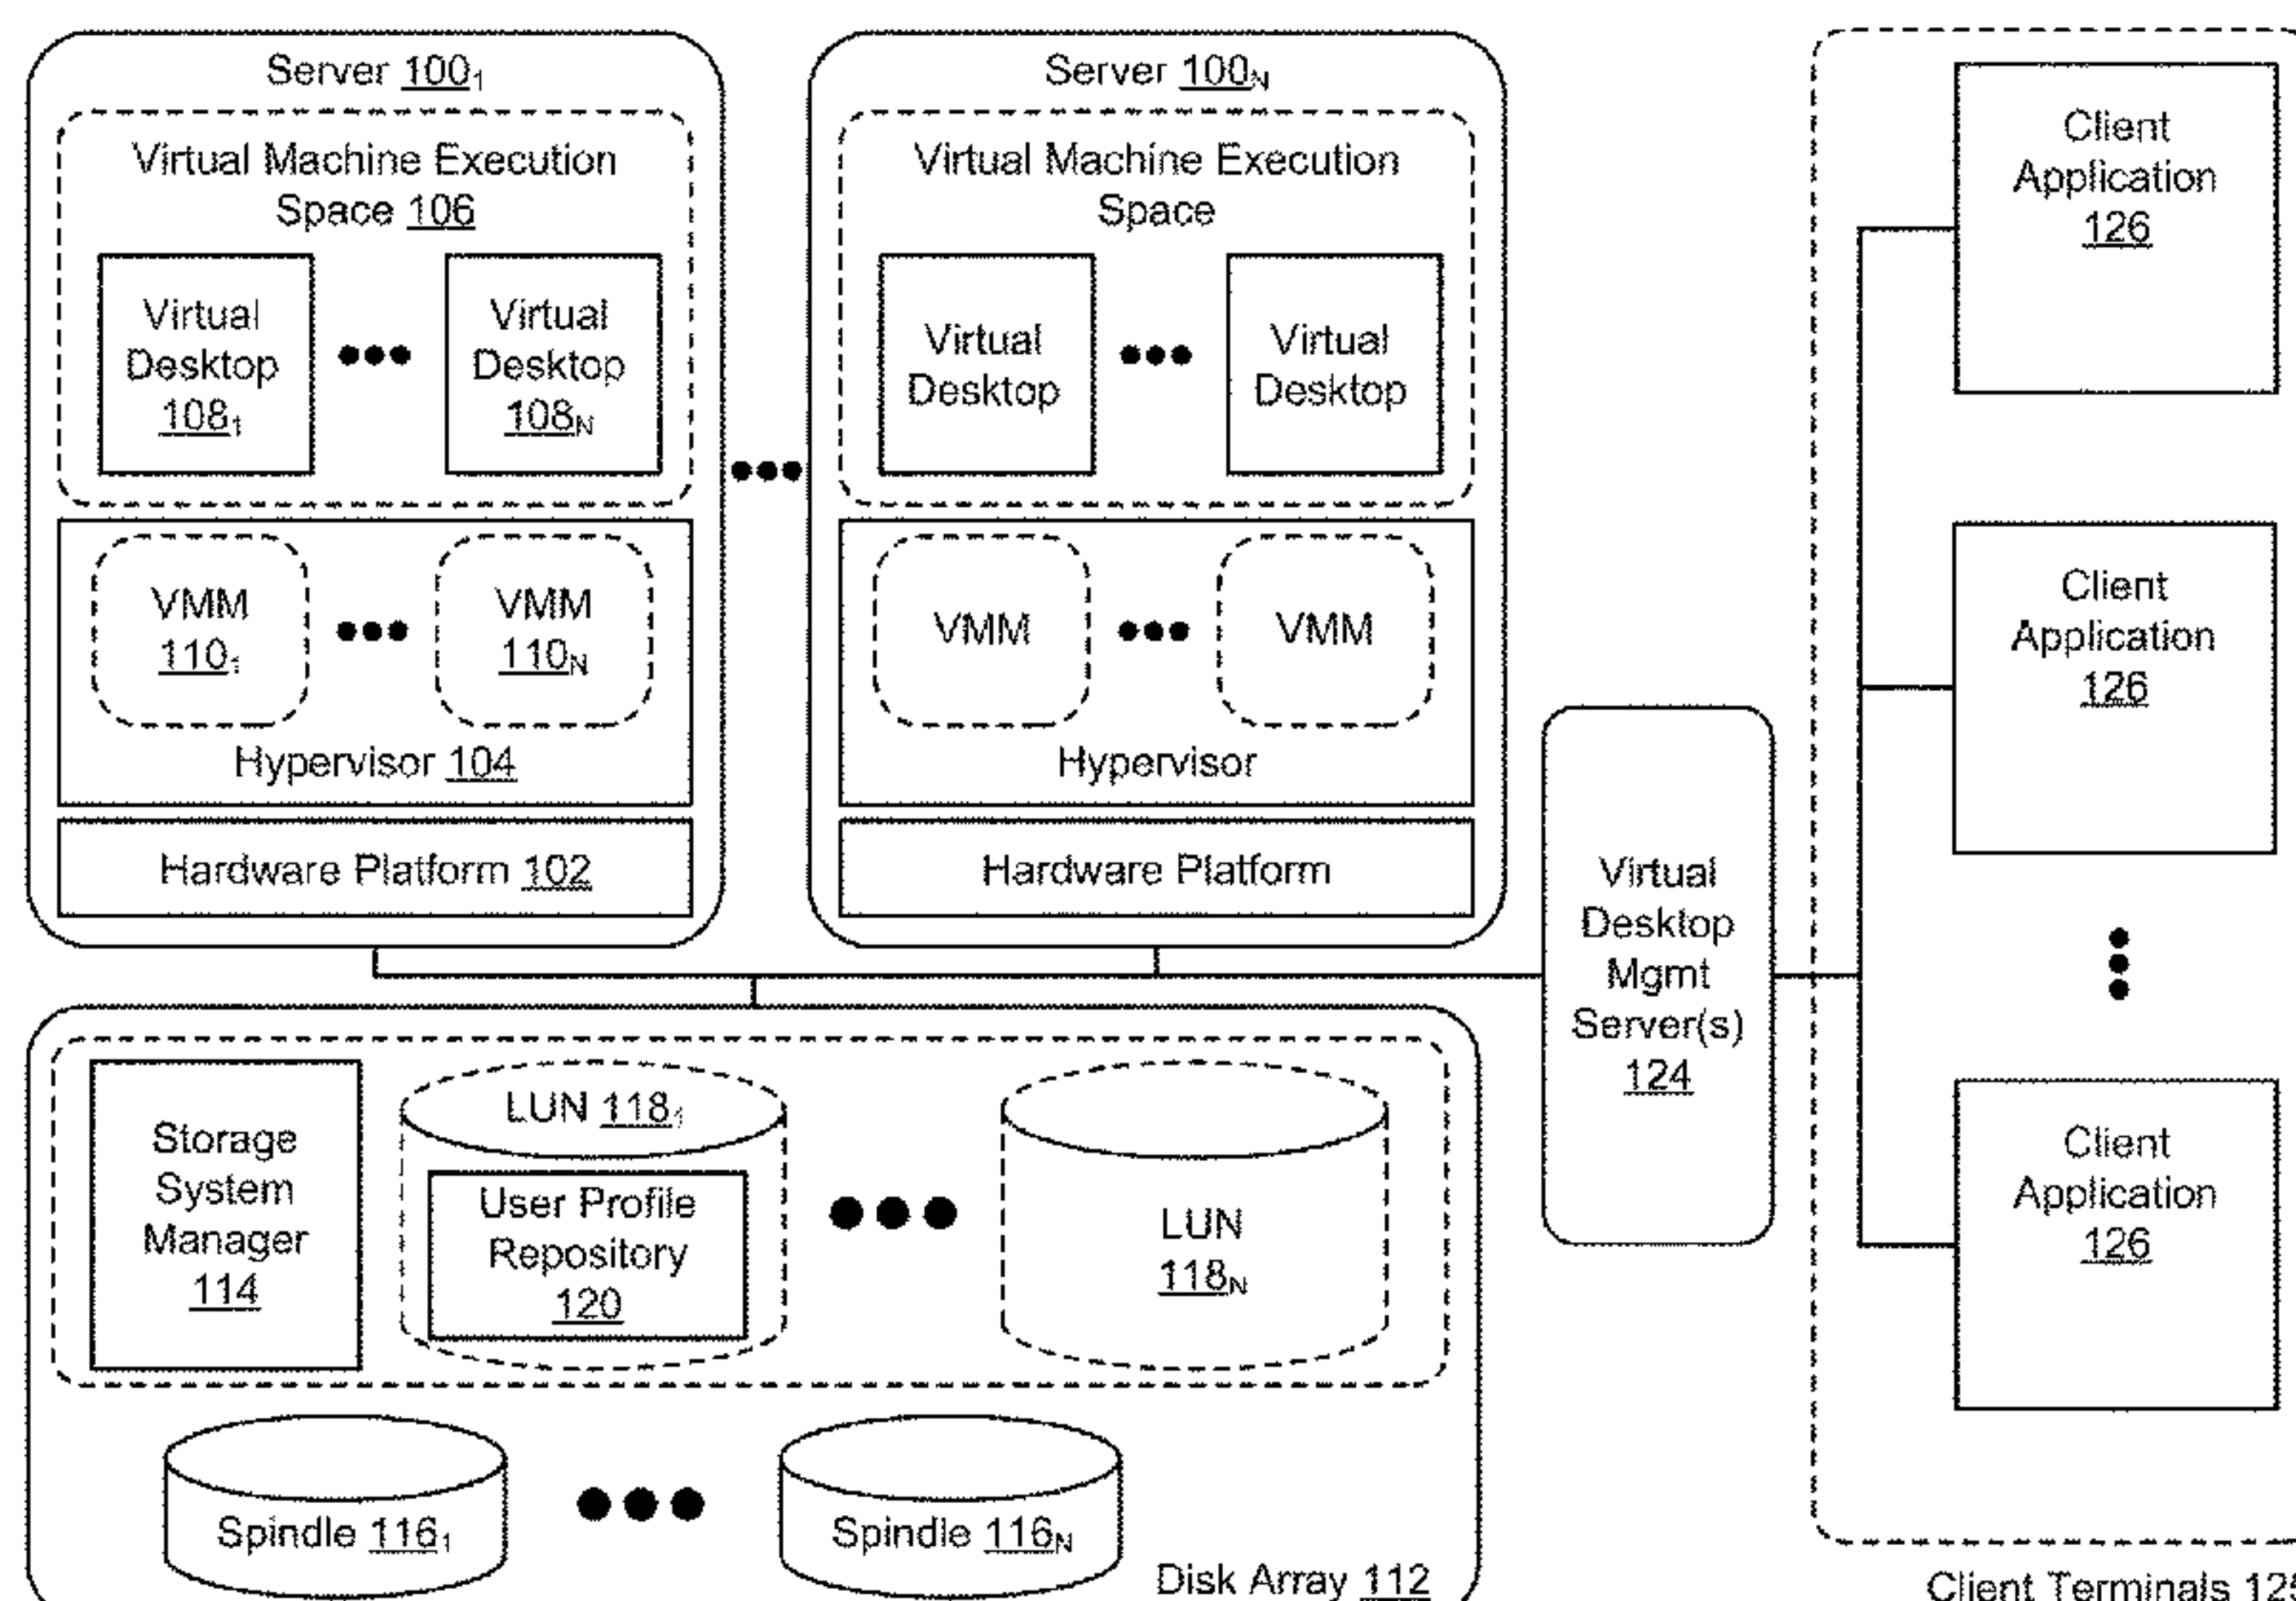 Server 100₁
Virtual Machine Execution
Space 106
Virtual
Desktop
108₁
Virtual
Desktop
108N
VMM
110₁
VMM
110N
Hypervisor 104
Hardware Platform 102
Server 100N
Virtual Machine Execution
Space
Virtual
Desktop
Virtual
Desktop
VMM
VMM
Hypervisor
Hardware Platform
Storage
System
Manager
114
LUN 118₁
User Profile
Repository
120
LUN
118N
Spindle 116₁
Spindle 116N
Disk Array 112
Virtual
Desktop
Mgmt
Server(s)
124
Client
Application
126
Client
Application
126
Client
Application
126
Client Terminals